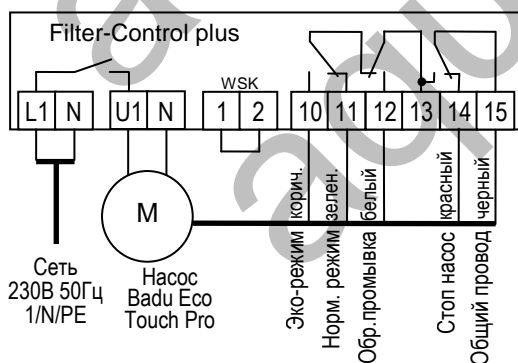 Filter-Control plus
WSK
L1 N U1 N 1 2 10 11 12 13 14 15
M
Сеть
230В 50Гц
1/N/PE
Насос
Badu Eco
Touch Pro
Эко-режим корич.
Норм. режим зелен.
Обр.промывка белый
Стоп насос красный
Общий провод черный